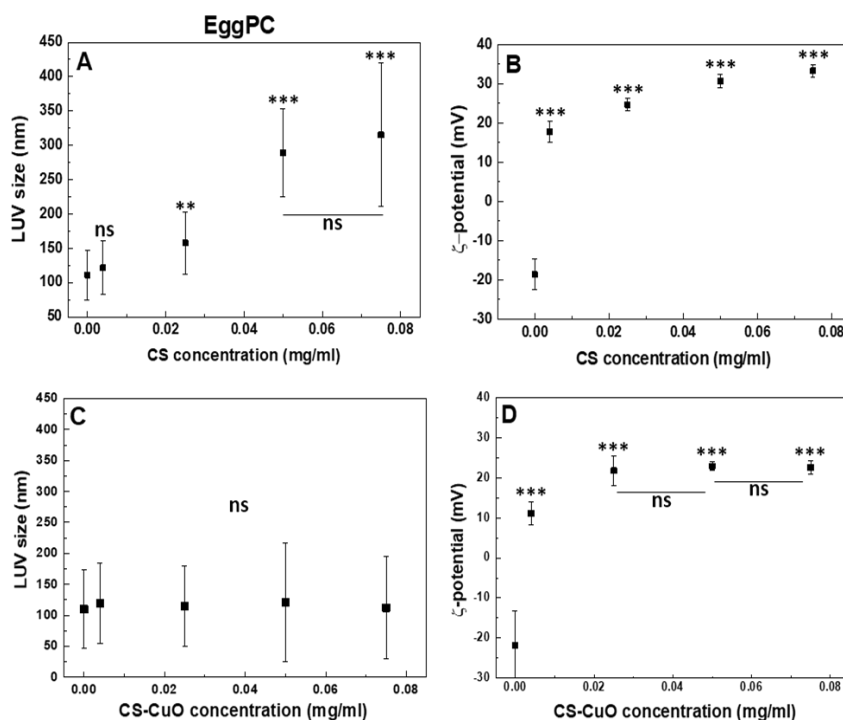 EggPC
A
LUV size (nm)
450
400
350
300
250
200
150
100
50
ns
**
***
***
ns
0.00 0.02 0.04 0.06 0.08
CS concentration (mg/ml)
B
ζ–potential (mV)
40
30
20
10
0
-10
-20
-30
***
***
***
***
0.00 0.02 0.04 0.06 0.08
CS concentration (mg/ml)
C
LUV size (nm)
450
400
350
300
250
200
150
100
50
0
ns
0.00 0.02 0.04 0.06 0.08
CS-CuO concentration (mg/ml)
D
ζ-potential (mV)
40
30
20
10
0
-10
-20
-30
***
***
***
***
ns
ns
0.00 0.02 0.04 0.06 0.08
CS-CuO concentration (mg/ml)